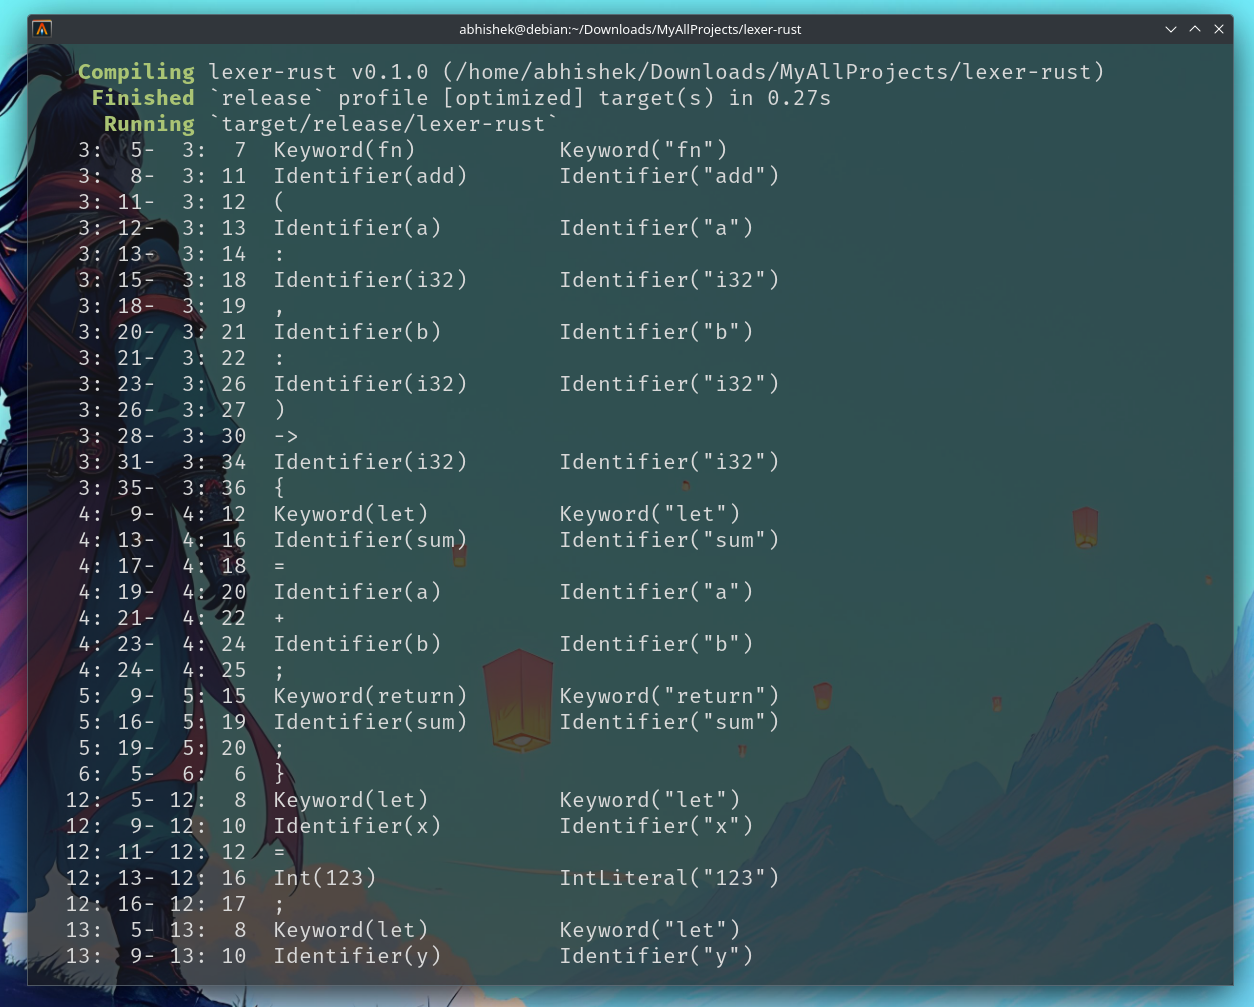 abhishek@debian:~/Downloads/MyAllProjects/lexer-rust
Compiling lexer-rust v0.1.0 (/home/abhishek/Downloads/MyAllProjects/lexer-rust)
Finished `release` profile [optimized] target(s) in 0.27s
Running `target/release/lexer-rust`
3: 5- 3: 7 Keyword(fn) Keyword("fn")
3: 8- 3: 11 Identifier(add) Identifier("add")
3: 11- 3: 12 (
3: 12- 3: 13 Identifier(a) Identifier("a")
3: 13- 3: 14 :
3: 15- 3: 18 Identifier(i32) Identifier("i32")
3: 18- 3: 19 ,
3: 20- 3: 21 Identifier(b) Identifier("b")
3: 21- 3: 22 :
3: 23- 3: 26 Identifier(i32) Identifier("i32")
3: 26- 3: 27 )
3: 28- 3: 30 ->
3: 31- 3: 34 Identifier(i32) Identifier("i32")
3: 35- 3: 36 {
4: 9- 4: 12 Keyword(let) Keyword("let")
4: 13- 4: 16 Identifier(sum) Identifier("sum")
4: 17- 4: 18 =
4: 19- 4: 20 Identifier(a) Identifier("a")
4: 21- 4: 22 +
4: 23- 4: 24 Identifier(b) Identifier("b")
4: 24- 4: 25 ;
5: 9- 5: 15 Keyword(return) Keyword("return")
5: 16- 5: 19 Identifier(sum) Identifier("sum")
5: 19- 5: 20 ;
6: 5- 6: 6 }
12: 5- 12: 8 Keyword(let) Keyword("let")
12: 9- 12: 10 Identifier(x) Identifier("x")
12: 11- 12: 12 =
12: 13- 12: 16 Int(123) IntLiteral("123")
12: 16- 12: 17 ;
13: 5- 13: 8 Keyword(let) Keyword("let")
13: 9- 13: 10 Identifier(y) Identifier("y")